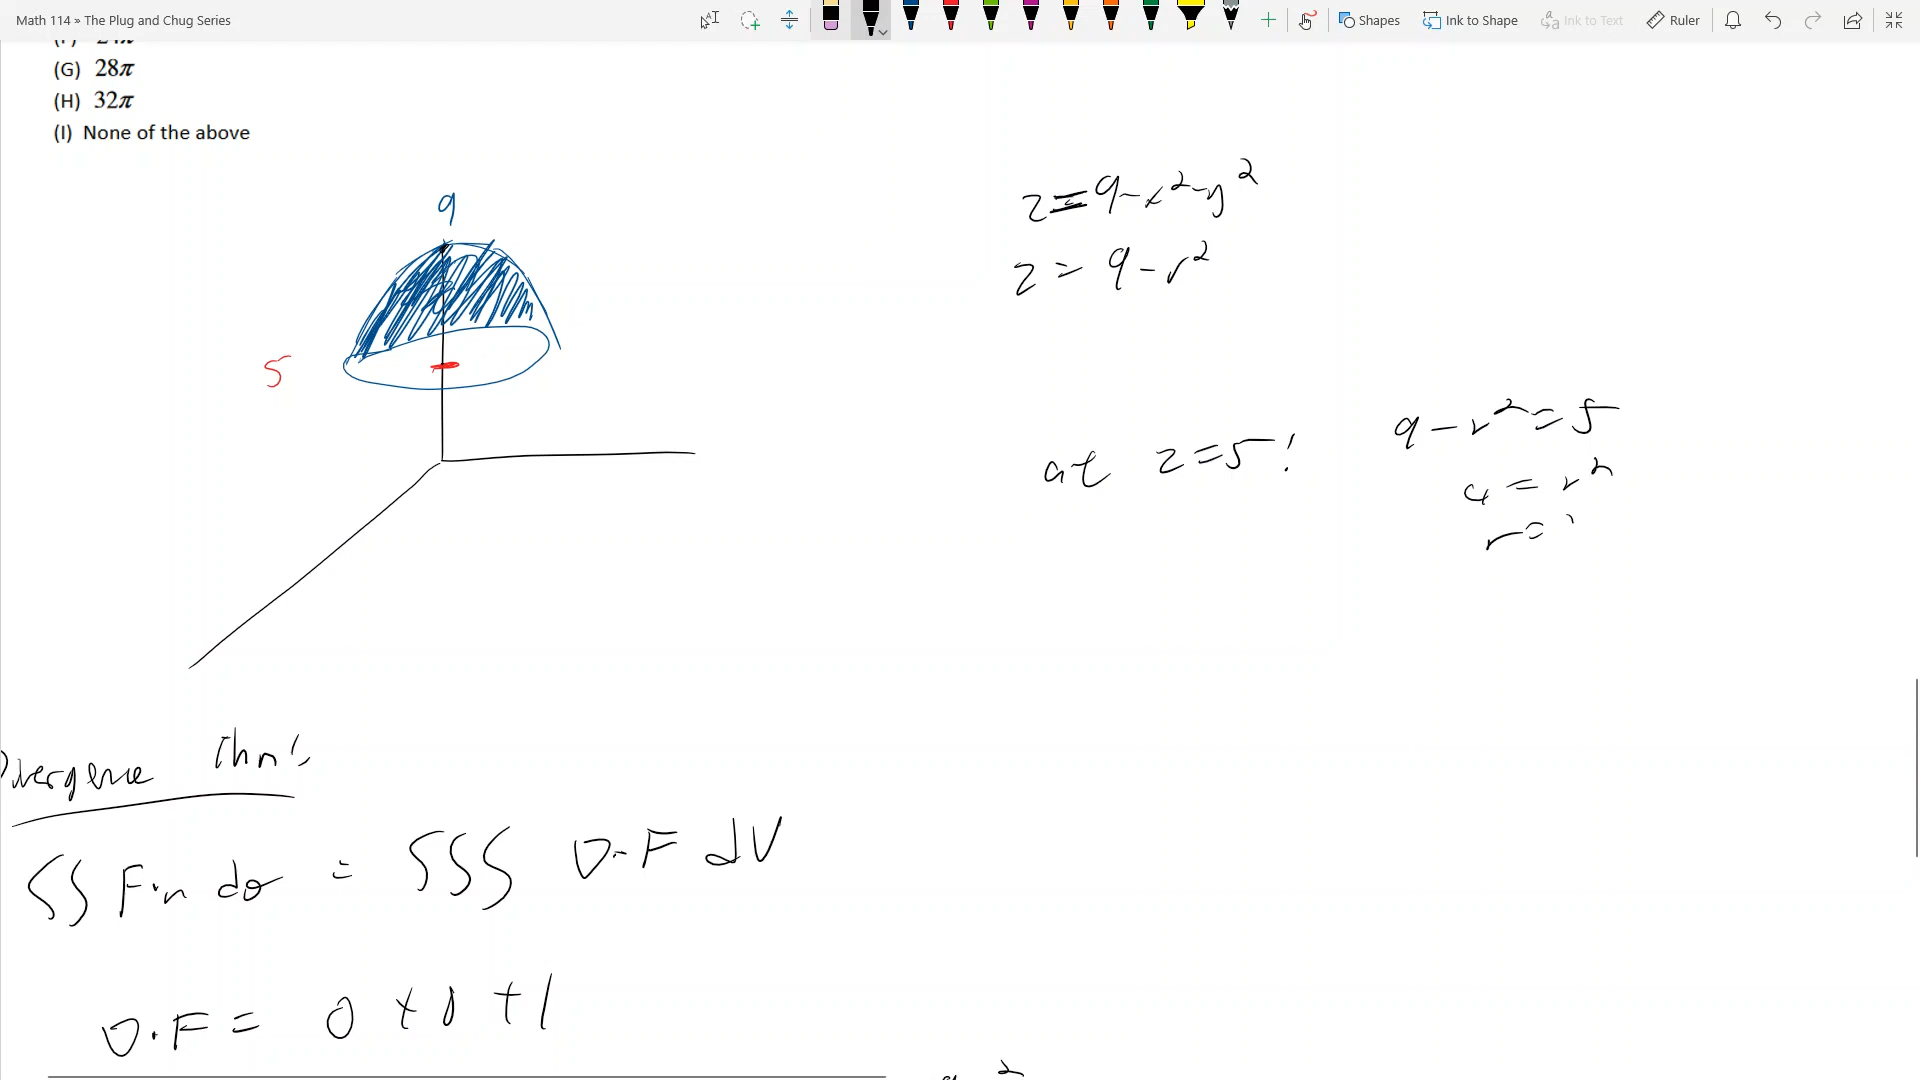 Math 114 » The Plug and Chug Series
Shapes
Ink to Shape
Ink to Text
Ruler
(G) 28π
(H) 32π
(I) None of the above
9
5
z = 9 - x² - y²
z = 9 - r²
at z = 5:
9 - r² = 5
4 = r²
r =
Divergence Thm:
∫∫ F·n dσ = ∫∫∫ ∇·F dV
∇·F = 0 + 0 + 1